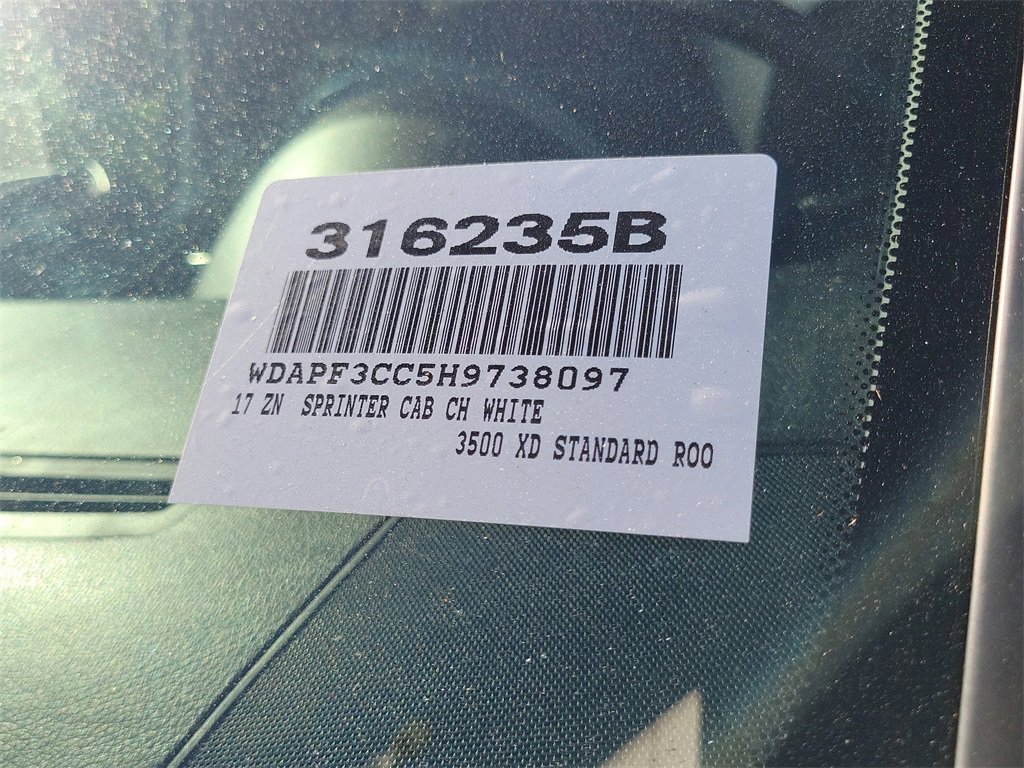 316235B
WDAPF3CC5H9738097
17 ZN SPRINTER CAB CH WHITE
3500 XD STANDARD ROO